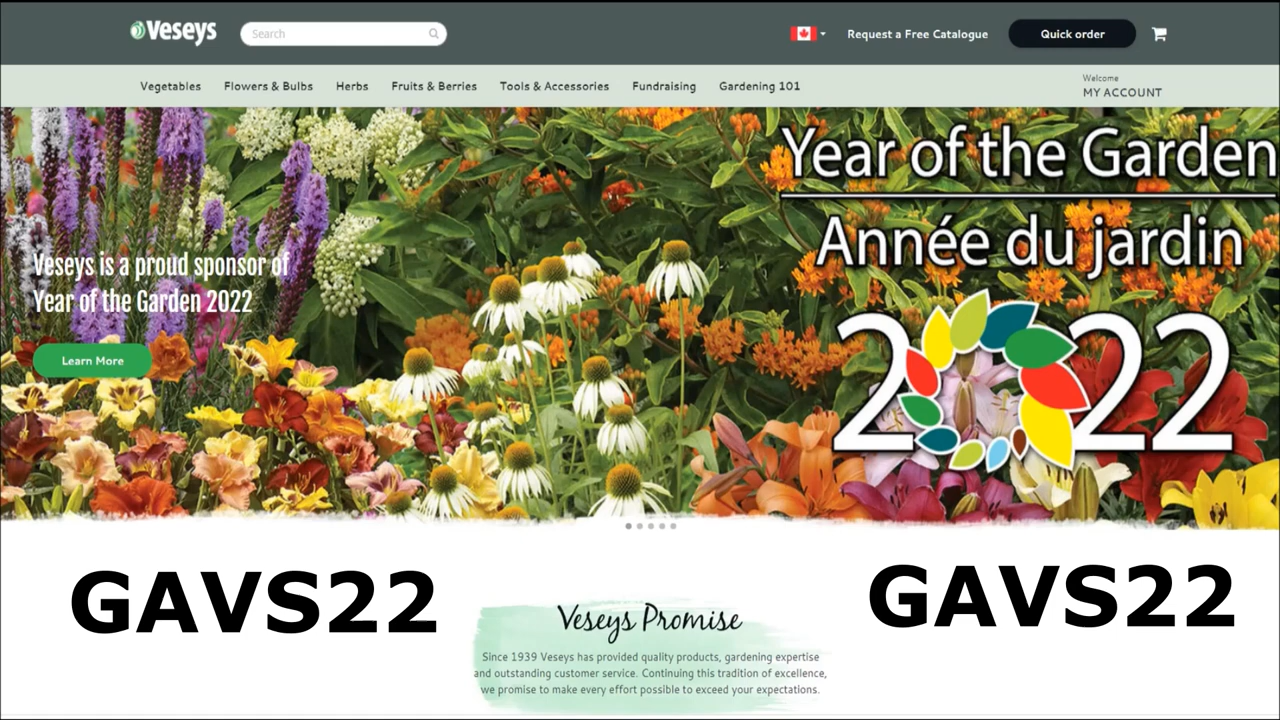 Veseys
Search
Request a Free Catalogue
Quick order
Vegetables
Flowers & Bulbs
Herbs
Fruits & Berries
Tools & Accessories
Fundraising
Gardening 101
Welcome
MY ACCOUNT
Year of the Garden
Année du jardin
2022
Veseys is a proud sponsor of
Year of the Garden 2022
Learn More
GAVS22
GAVS22
Veseys Promise
Since 1939 Veseys has provided quality products, gardening expertise
and outstanding customer service. Continuing this tradition of excellence,
we promise to make every effort possible to exceed your expectations.